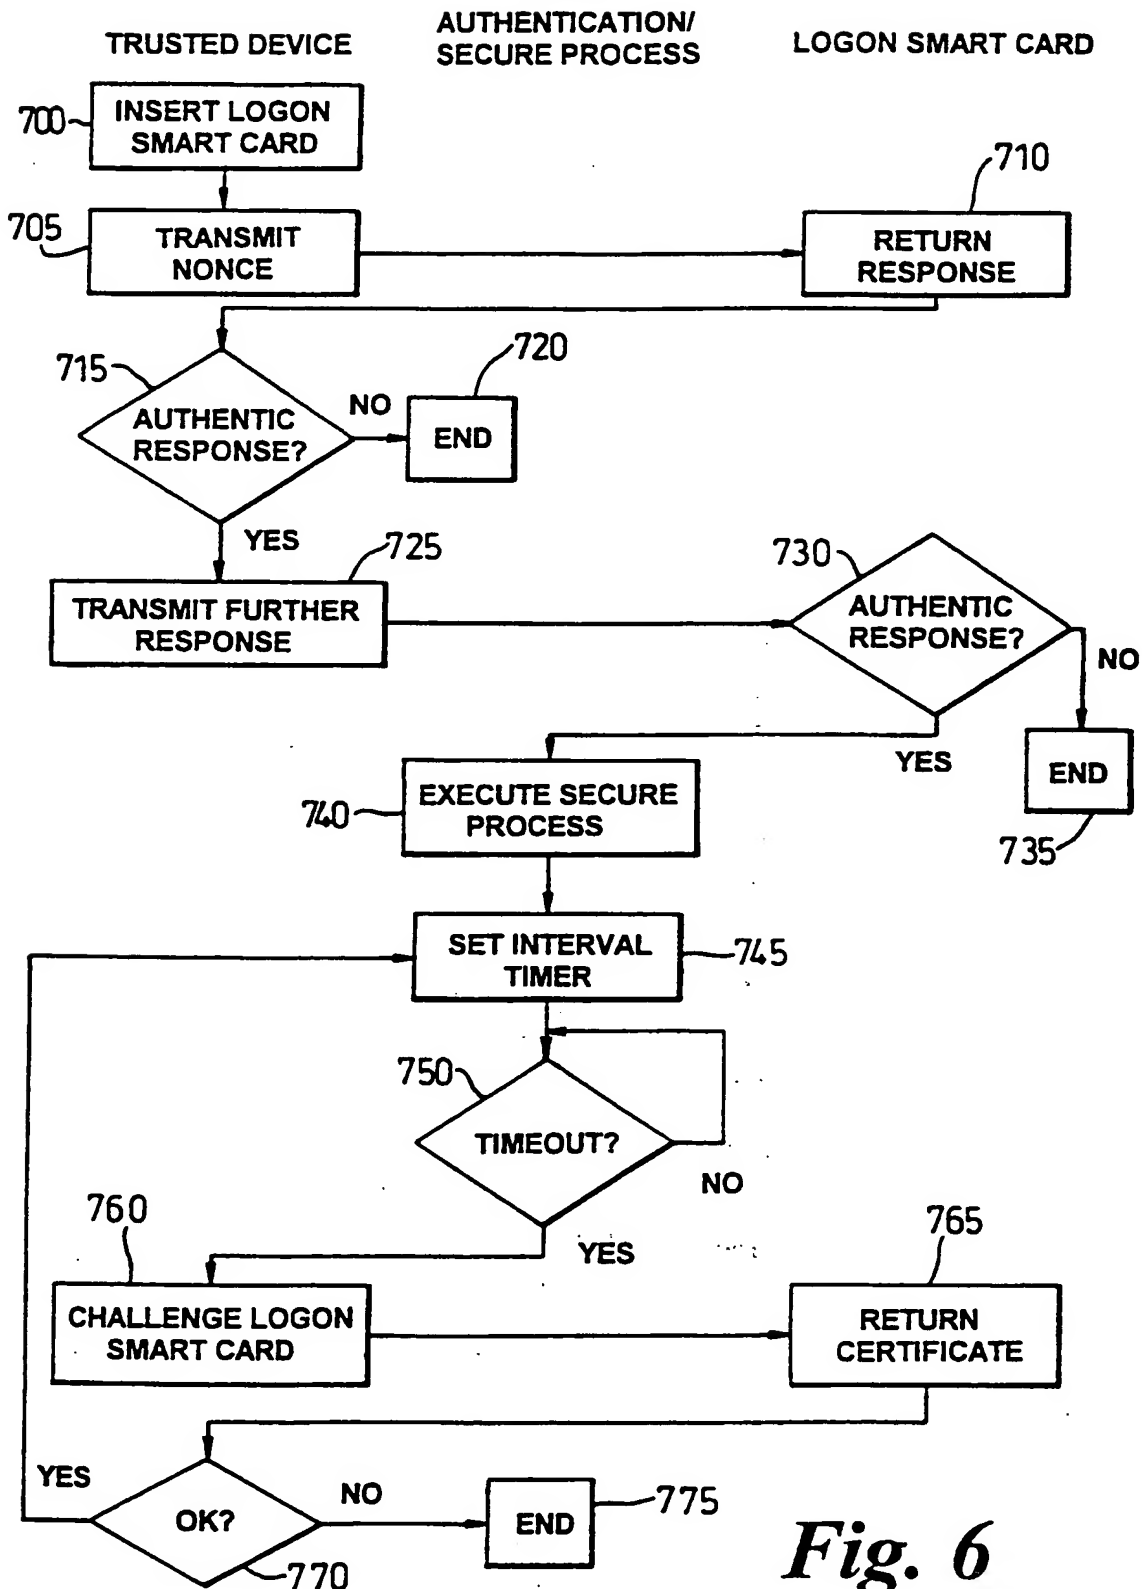 TRUSTED DEVICE
AUTHENTICATION/
SECURE PROCESS
LOGON SMART CARD
700
INSERT LOGON
SMART CARD
710
705
TRANSMIT
NONCE
RETURN
RESPONSE
715
AUTHENTIC
RESPONSE?
NO
720
END
YES
725
TRANSMIT FURTHER
RESPONSE
730
AUTHENTIC
RESPONSE?
NO
YES
END
735
740
EXECUTE SECURE
PROCESS
SET INTERVAL
TIMER
745
750
TIMEOUT?
NO
YES
760
CHALLENGE LOGON
SMART CARD
765
RETURN
CERTIFICATE
YES
OK?
NO
770
END
775
Fig. 6